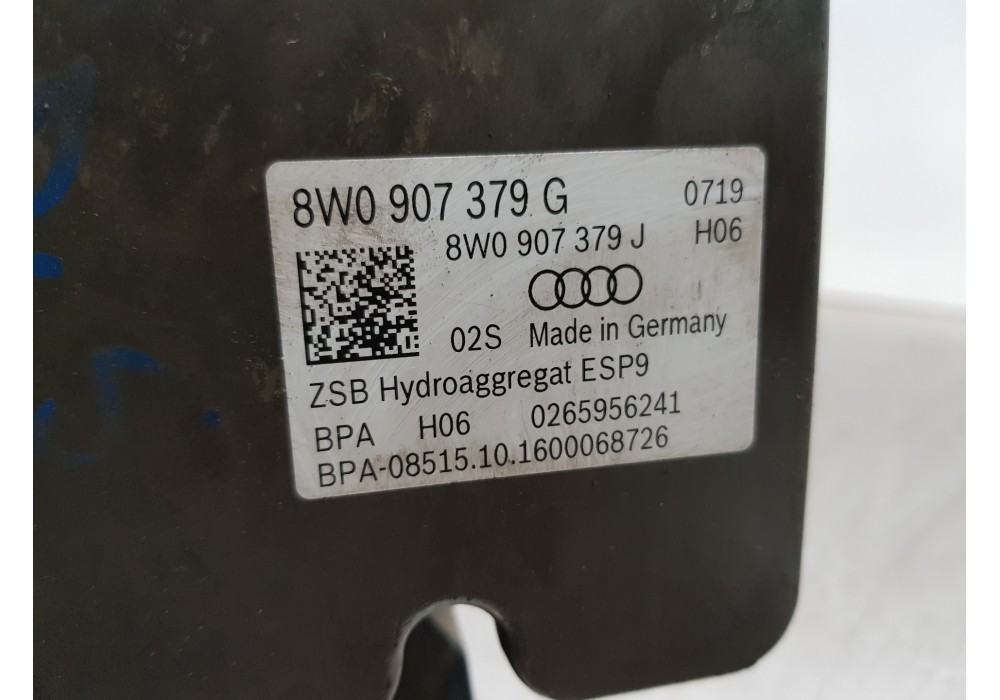 8W0 907 379 G 0719
8W0 907 379 J H06
02S Made in Germany
ZSB Hydroaggregat ESP9
BPA H06 0265956241
BPA-08515.10.1600068726